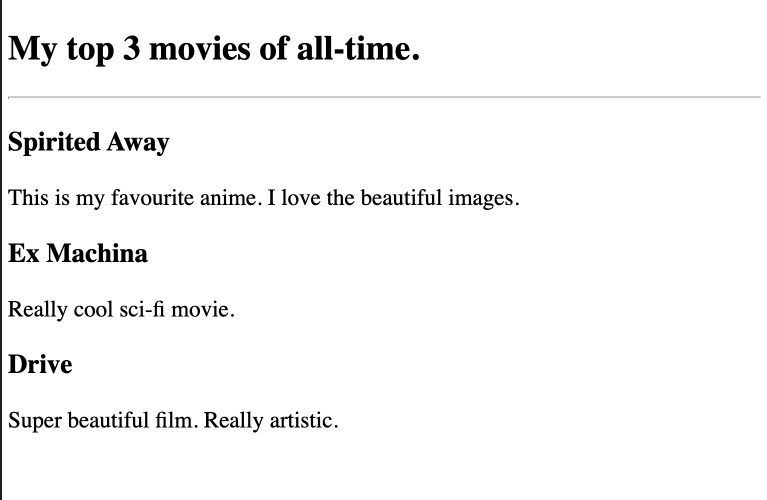 My top 3 movies of all-time.
Spirited Away
This is my favourite anime. I love the beautiful images.
Ex Machina
Really cool sci-fi movie.
Drive
Super beautiful film. Really artistic.